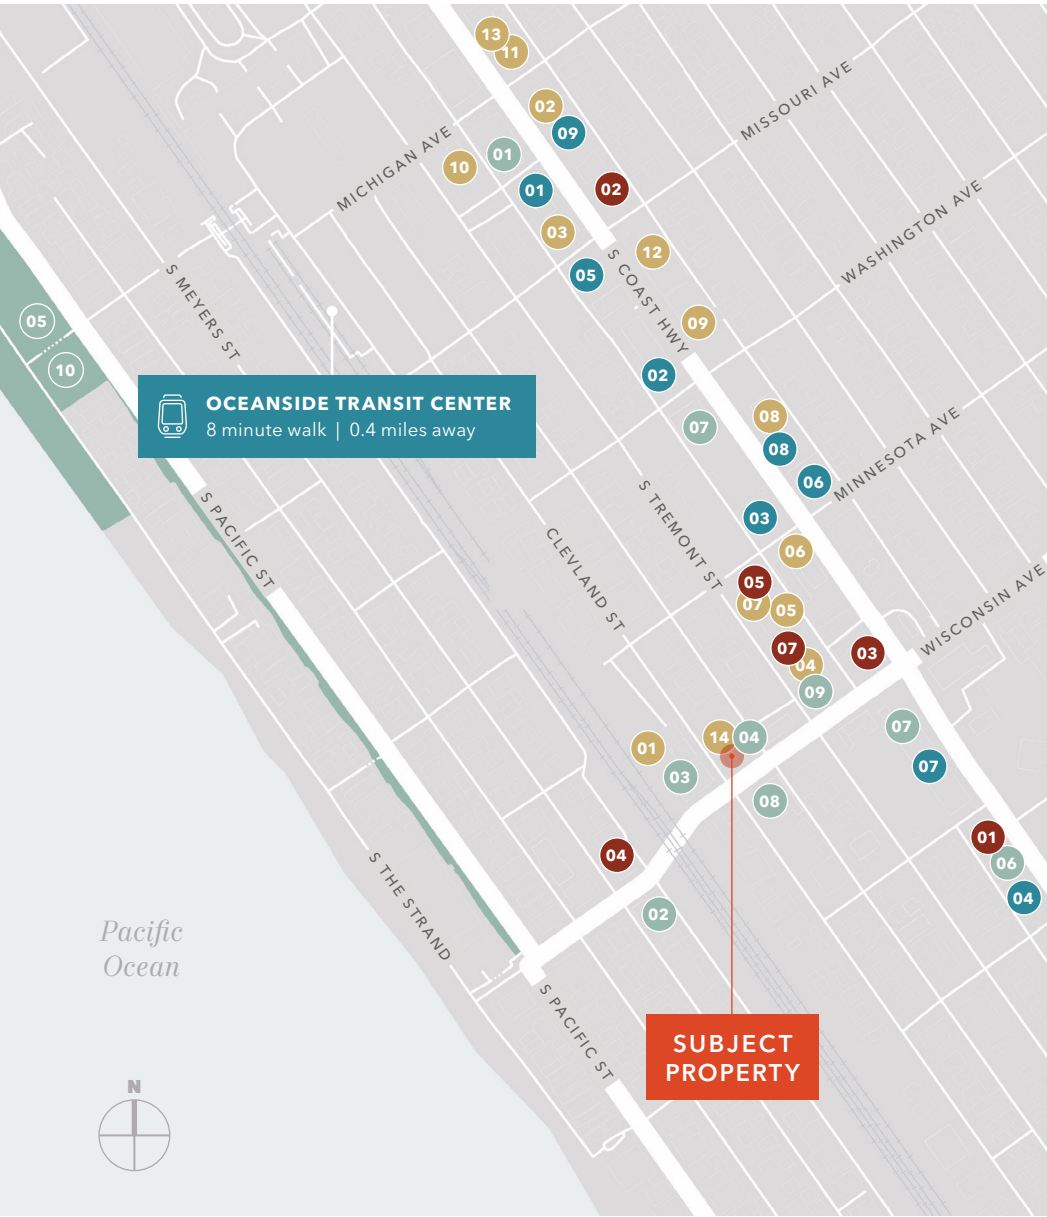 13
11
02
09
MISSOURI AVE
MICHIGAN AVE
01
10
01
02
03
12
WASHINGTON AVE
05
S COAST HWY
S MEYERS ST
05
09
10
02
OCEANSIDE TRANSIT CENTER
8 minute walk | 0.4 miles away
08
07
08
MINNESOTA AVE
06
S PACIFIC ST
S TREMONT ST
03
CLEVLAND ST
06
05
07
05
WISCONSIN AVE
07
03
04
09
07
14
04
01
07
03
08
01
04
06
04
S THE STRAND
02
Pacific
Ocean
S PACIFIC ST
SUBJECT
PROPERTY
N